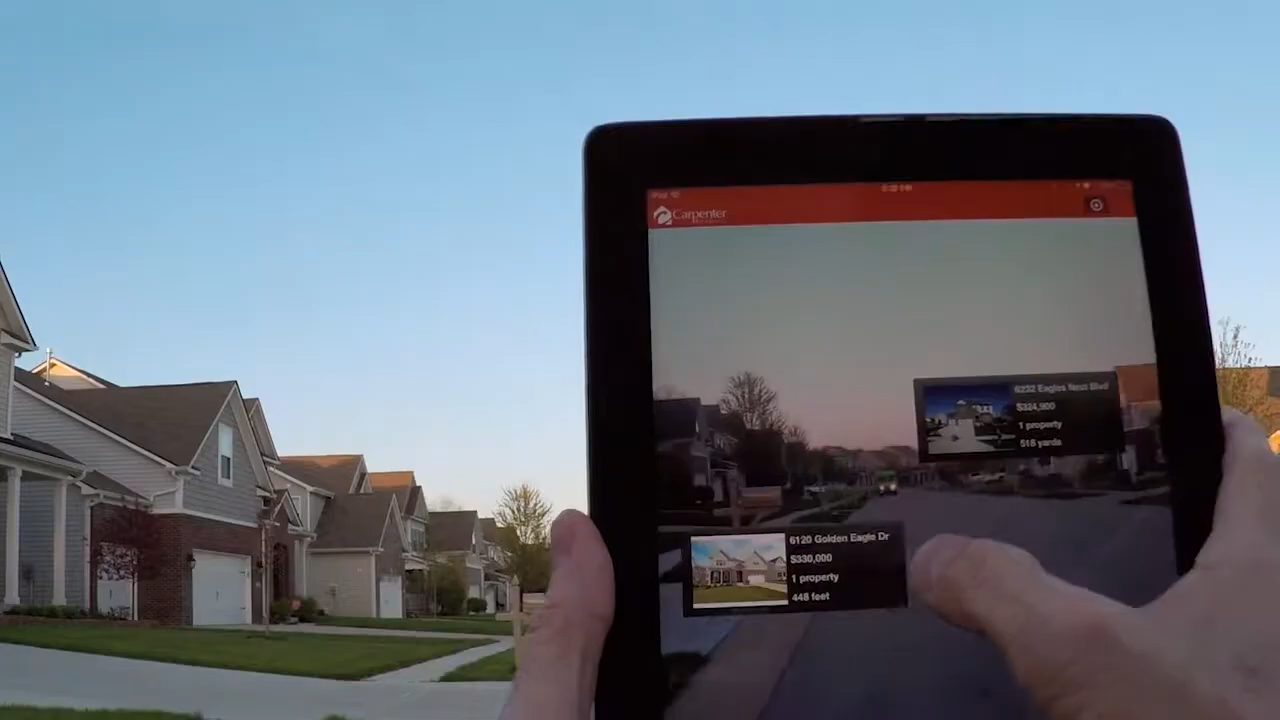 Carpenter
6232 Eagles Nest Blvd
$324,900
1 property
518 yards
6120 Golden Eagle Dr
$330,000
1 property
448 feet